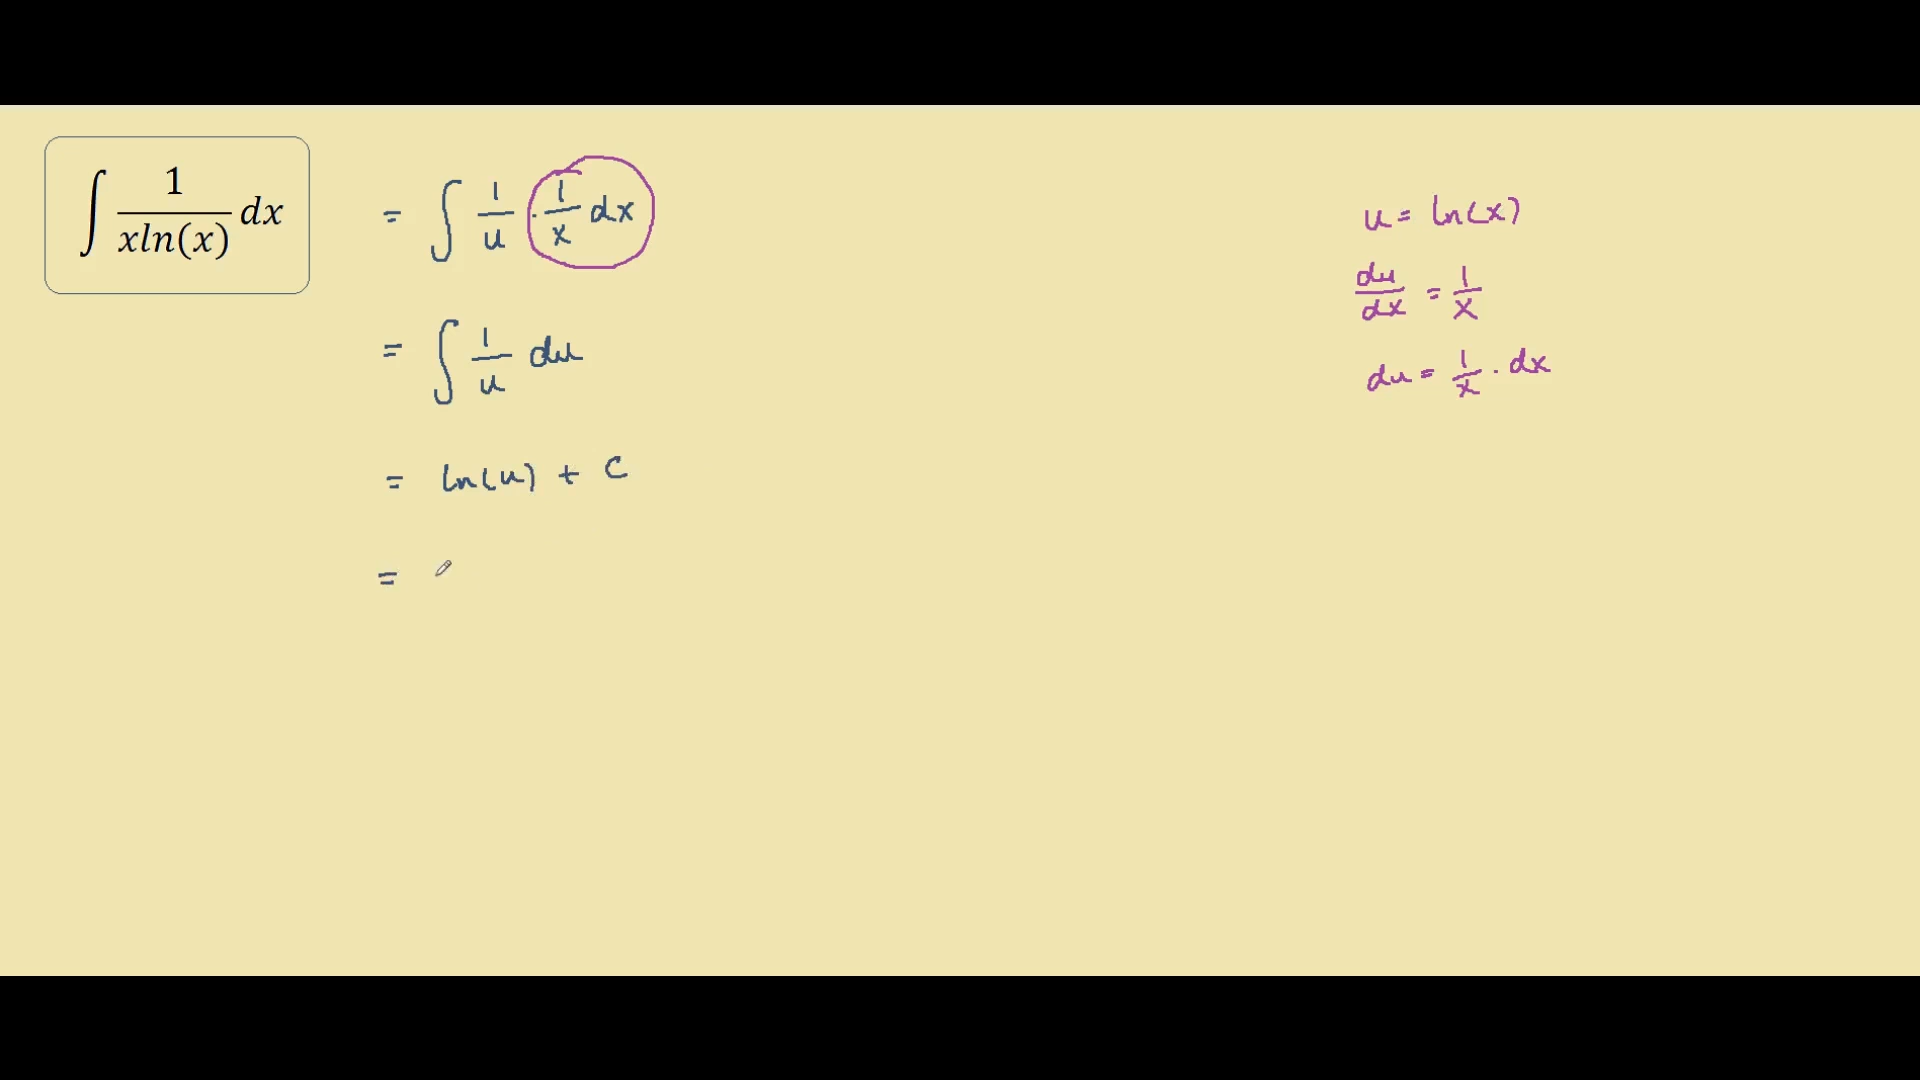 ∫ 1/(xln(x)) dx = ∫ 1/u · 1/x dx
= ∫ 1/u du
= ln(u) + c
=
u = ln(x)
du/dx = 1/x
du = 1/x · dx